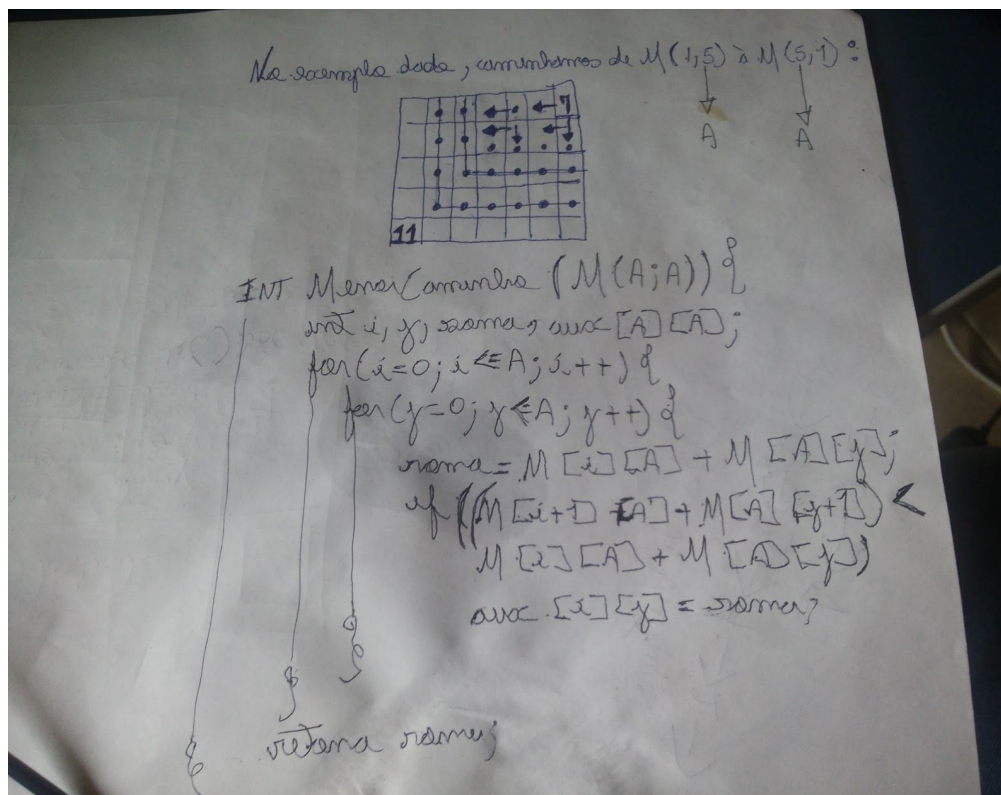 No exemplo dado, caminhamos de M(1,5) à M(5,1):
A A
7
11
INT MenorCaminho (M(A;A)) {
int i, y, soma, aux [A][A];
for(i=0; i<=A; i++) {
for(y=0; y<=A; y++) {
soma = M [i][A] + M [A][y];
if ((M [i+1] [A] + M[A] [y+1]) <
M [i][A] + M [A][y])
aux [i][y] = soma;
}
}
retorna soma;
}